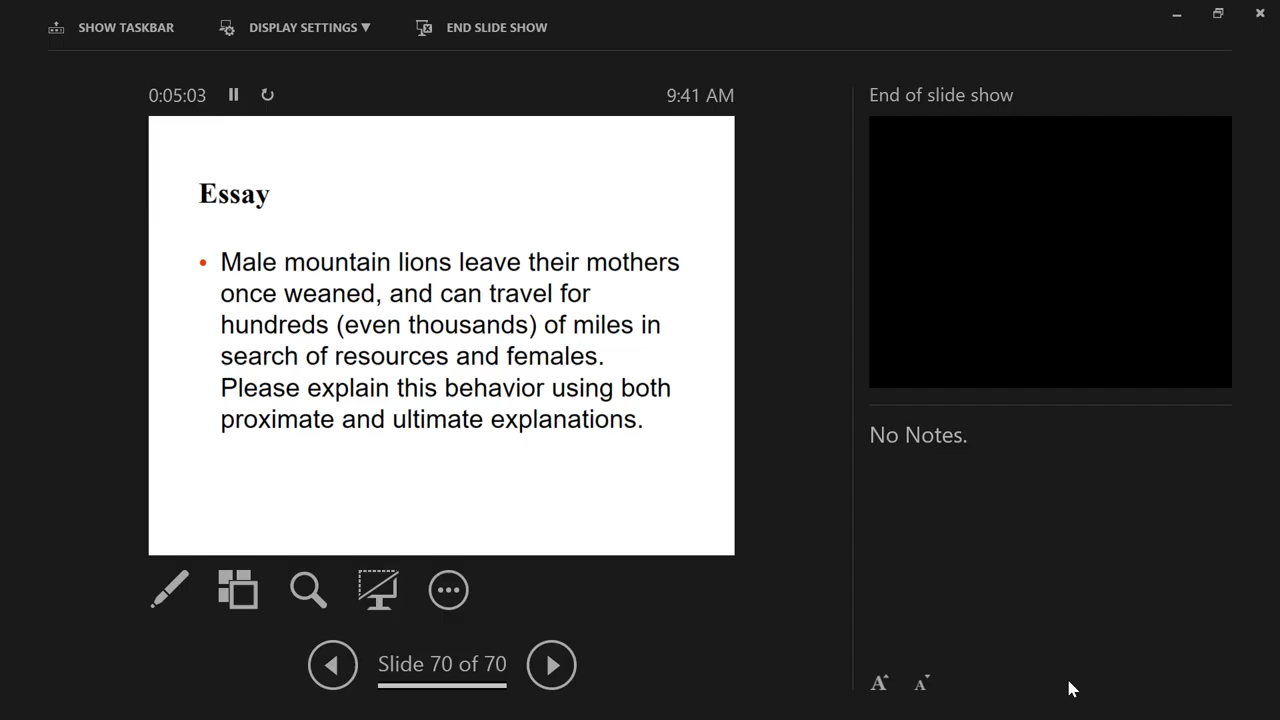 SHOW TASKBAR
DISPLAY SETTINGS ▼
END SLIDE SHOW
0:05:03
9:41 AM
Essay
• Male mountain lions leave their mothers
once weaned, and can travel for
hundreds (even thousands) of miles in
search of resources and females.
Please explain this behavior using both
proximate and ultimate explanations.
Slide 70 of 70
End of slide show
No Notes.
A A